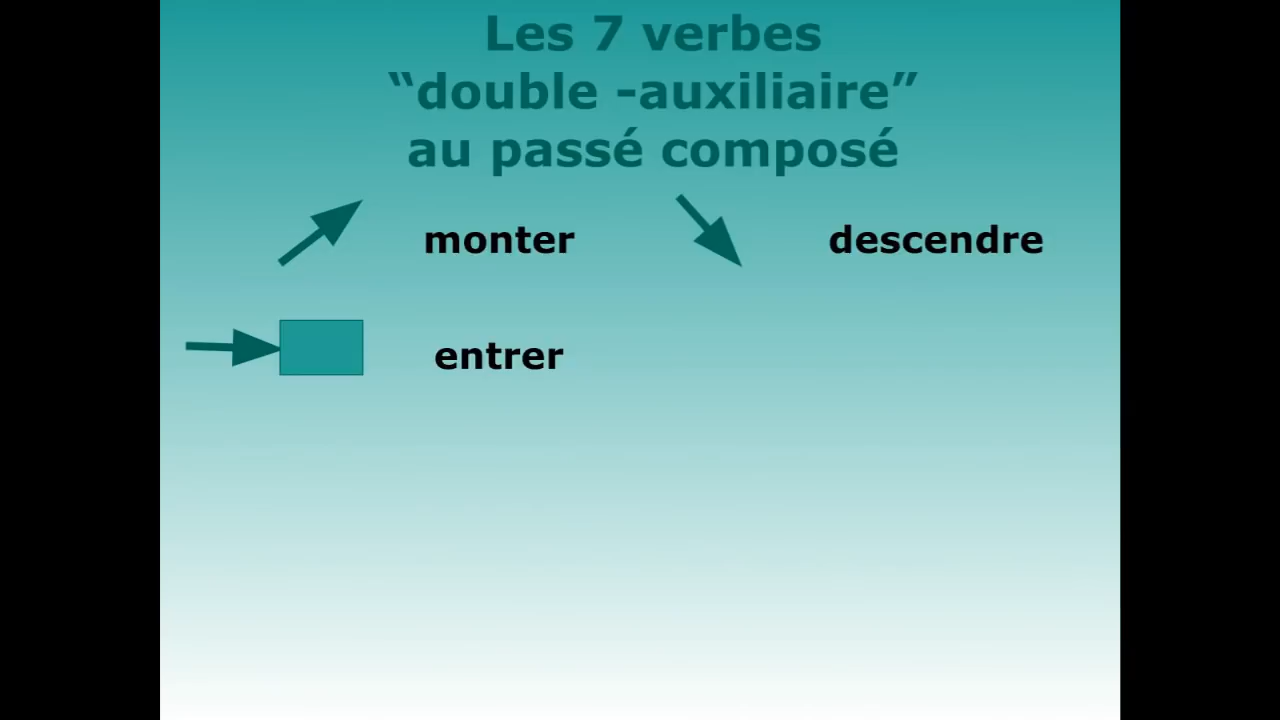 Les 7 verbes
“double -auxiliaire”
au passé composé
monter
descendre
entrer